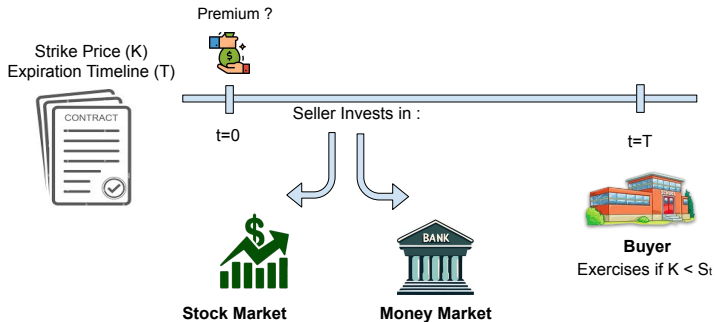 Premium ?
Strike Price (K)
Expiration Timeline (T)
CONTRACT
$
t=0
Seller Invests in :
t=T
$
BANK
Buyer
Exercises if K < St
Stock Market
Money Market